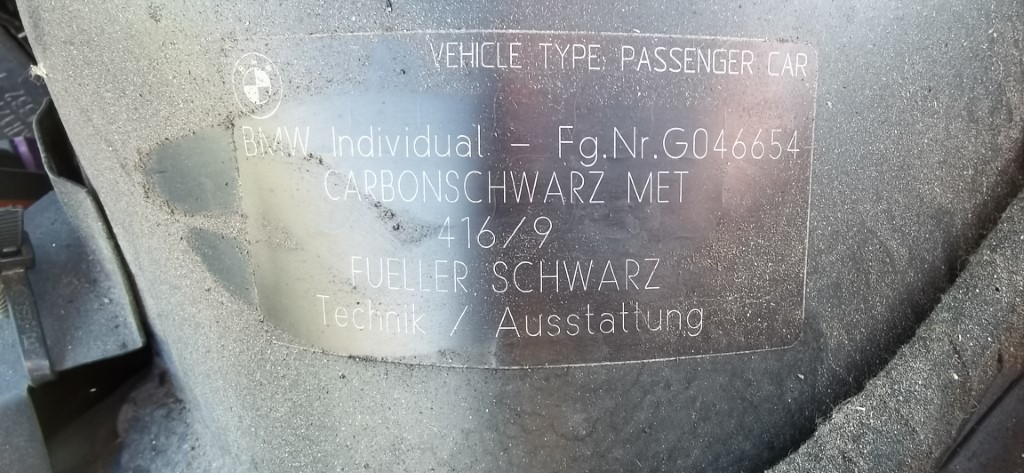 VEHICLE TYPE: PASSENGER CAR
BMW Individual - Fg.Nr.G046654
CARBONSCHWARZ MET
416/9
FUELLER SCHWARZ
Technik / Ausstattung